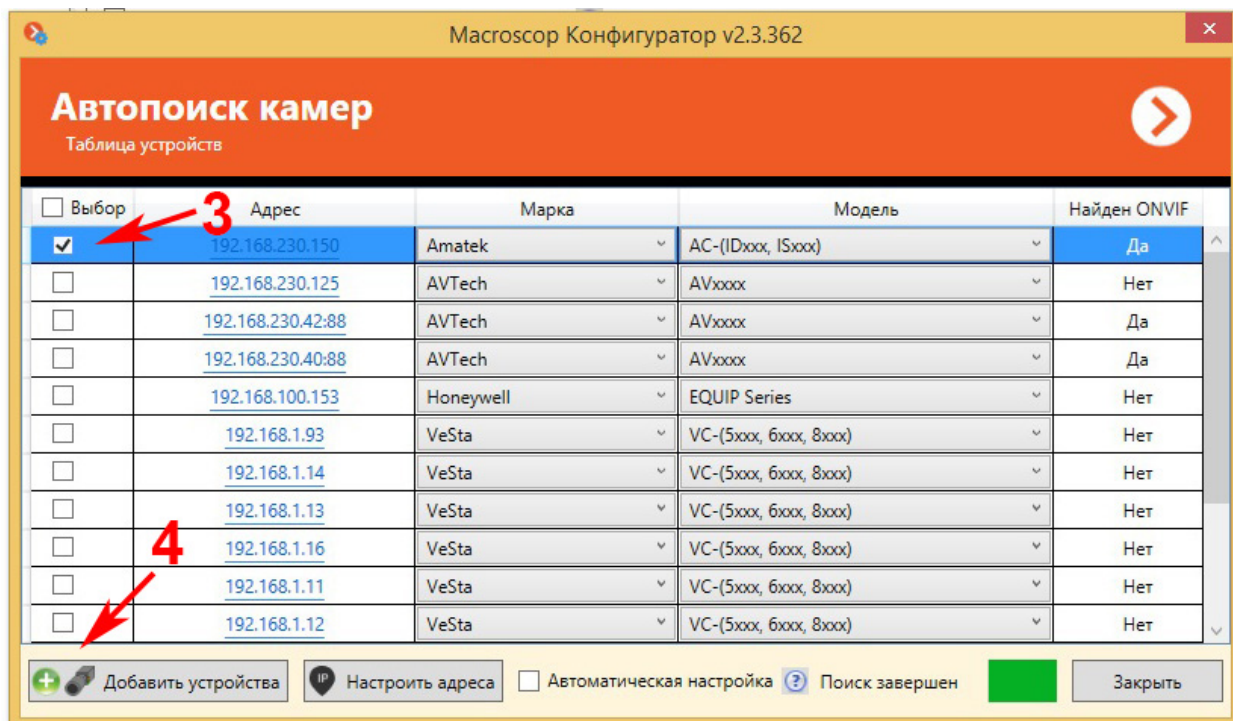 Macroscop Конфигуратор v2.3.362
Автопоиск камер
Таблица устройств
Выбор Адрес Марка Модель Найден ONVIF
3
192.168.230.150 Amatek AC-(IDxxx, ISxxx) Да
192.168.230.125 AVTech AVxxxx Нет
192.168.230.42:88 AVTech AVxxxx Да
192.168.230.40:88 AVTech AVxxxx Да
192.168.100.153 Honeywell EQUIP Series Нет
192.168.1.93 VeSta VC-(5xxx, 6xxx, 8xxx) Нет
192.168.1.14 VeSta VC-(5xxx, 6xxx, 8xxx) Нет
192.168.1.13 VeSta VC-(5xxx, 6xxx, 8xxx) Нет
4
192.168.1.16 VeSta VC-(5xxx, 6xxx, 8xxx) Нет
192.168.1.11 VeSta VC-(5xxx, 6xxx, 8xxx) Нет
192.168.1.12 VeSta VC-(5xxx, 6xxx, 8xxx) Нет
Добавить устройства IP Настроить адреса Автоматическая настройка ? Поиск завершен Закрыть